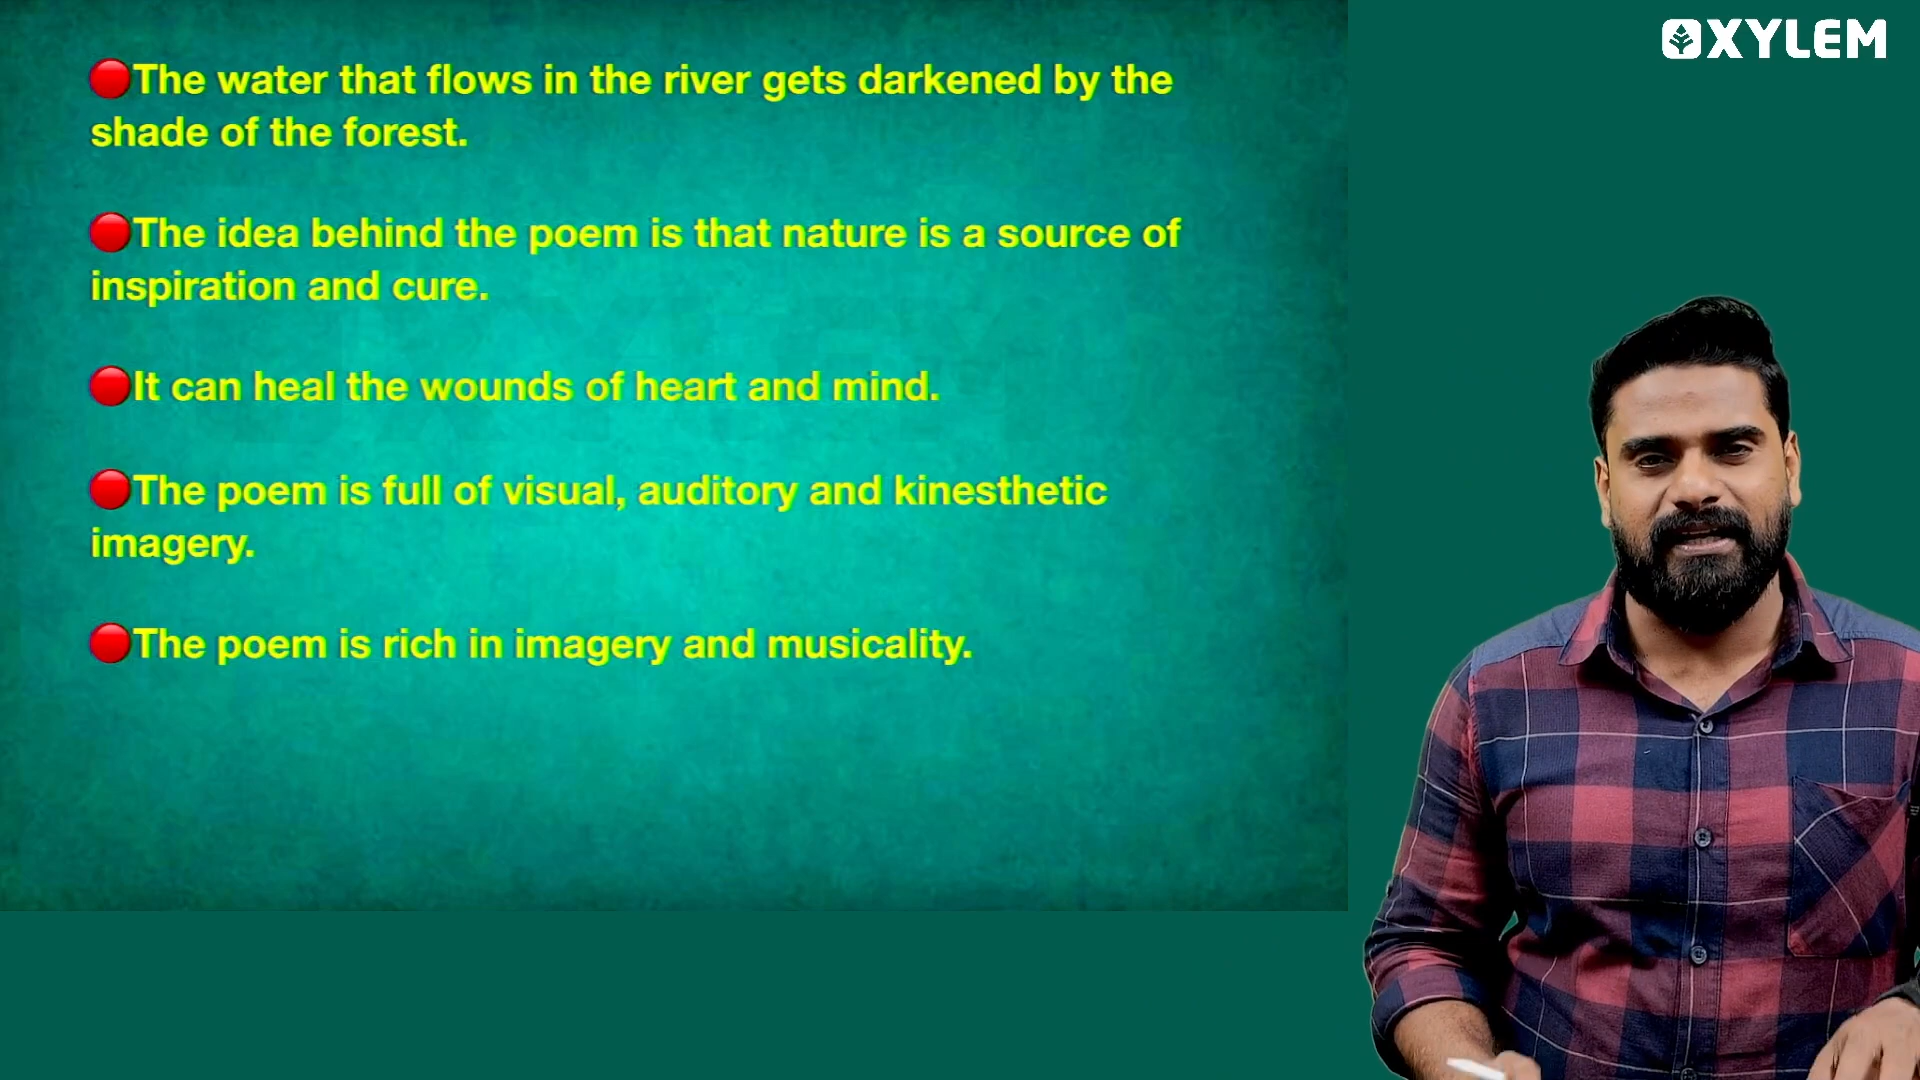 XYLEM
The water that flows in the river gets darkened by the
shade of the forest.
The idea behind the poem is that nature is a source of
inspiration and cure.
It can heal the wounds of heart and mind.
The poem is full of visual, auditory and kinesthetic
imagery.
The poem is rich in imagery and musicality.